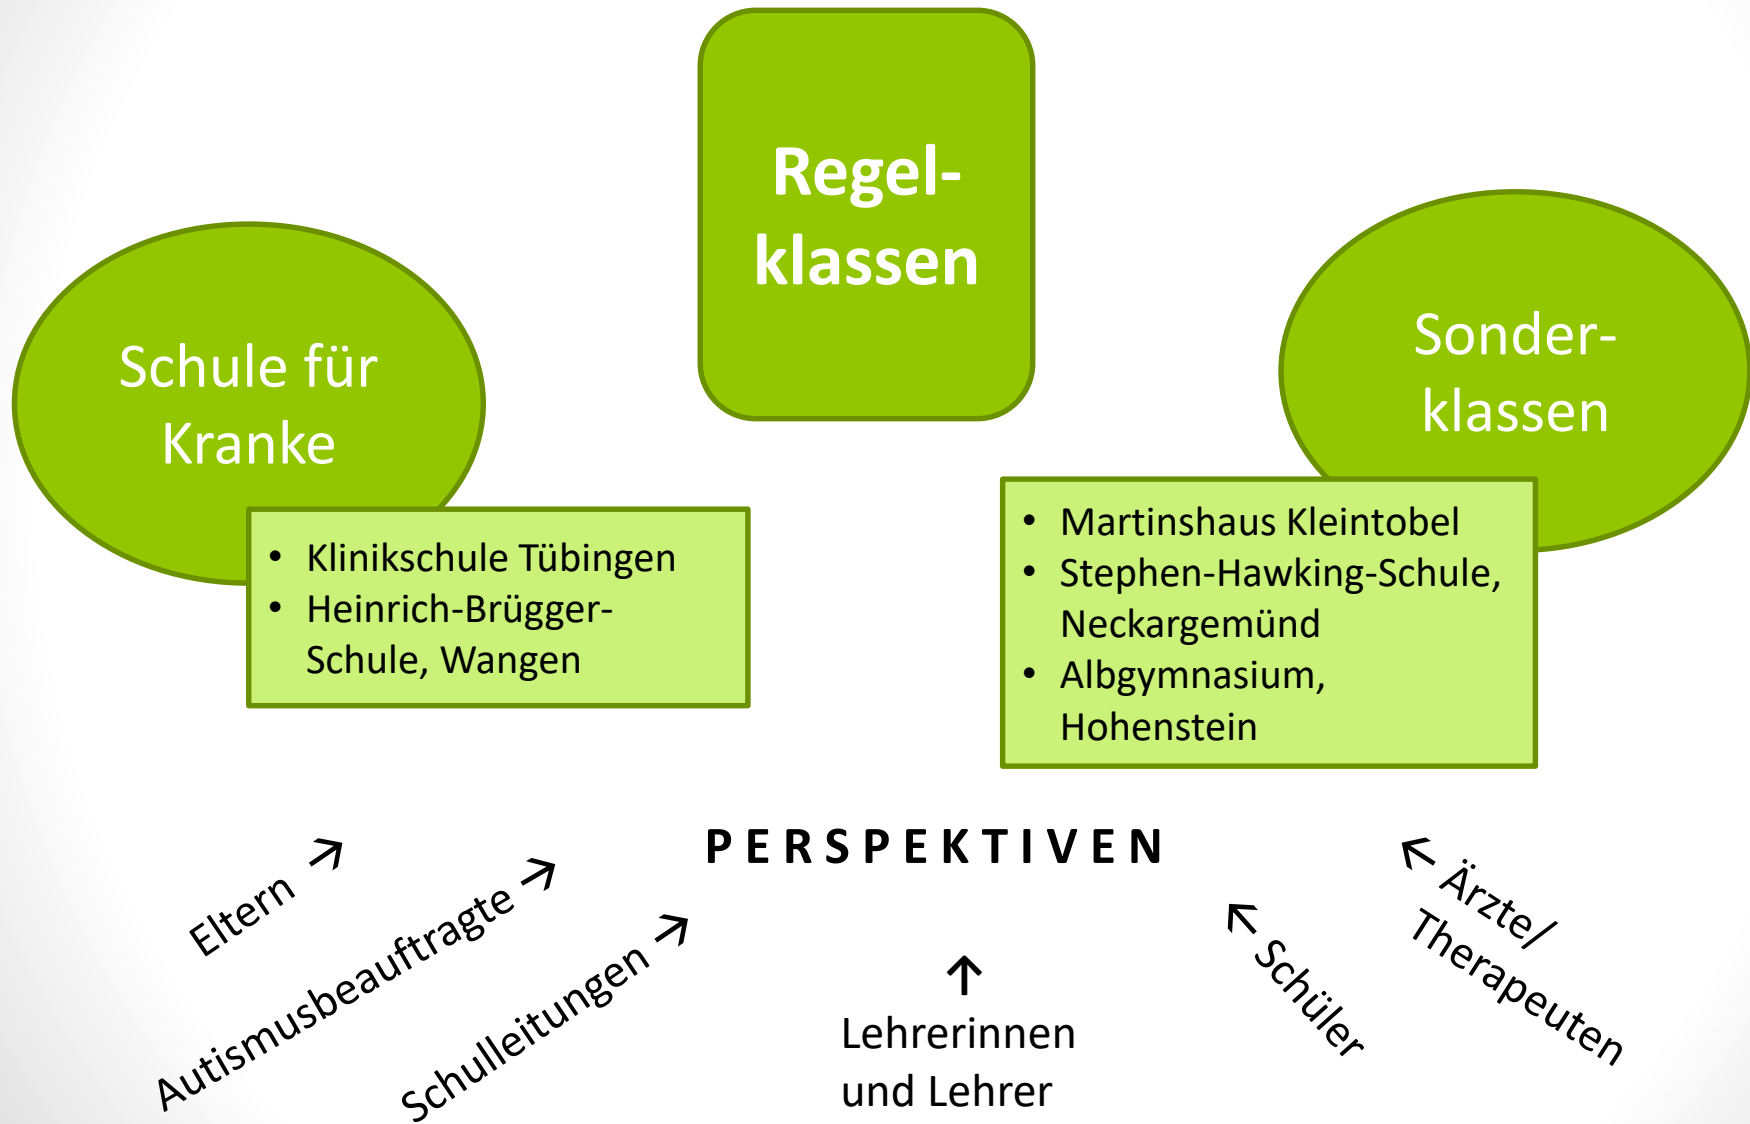 Regel-
klassen
Schule für
Kranke
Sonder-
klassen
• Klinikschule Tübingen
• Heinrich-Brügger-
Schule, Wangen
• Martinshaus Kleintobel
• Stephen-Hawking-Schule,
Neckargemünd
• Albgymnasium,
Hohenstein
PERSPEKTIVEN
Eltern →
Autismusbeauftragte →
Schulleitungen →
↑
Lehrerinnen
und Lehrer
← Schüler
← Ärzte/
Therapeuten